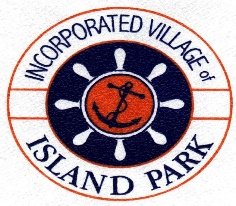 INCORPORATED VILLAGE of
ISLAND PARK